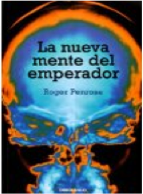 La nueva
mente del
emperador
Roger Penrose